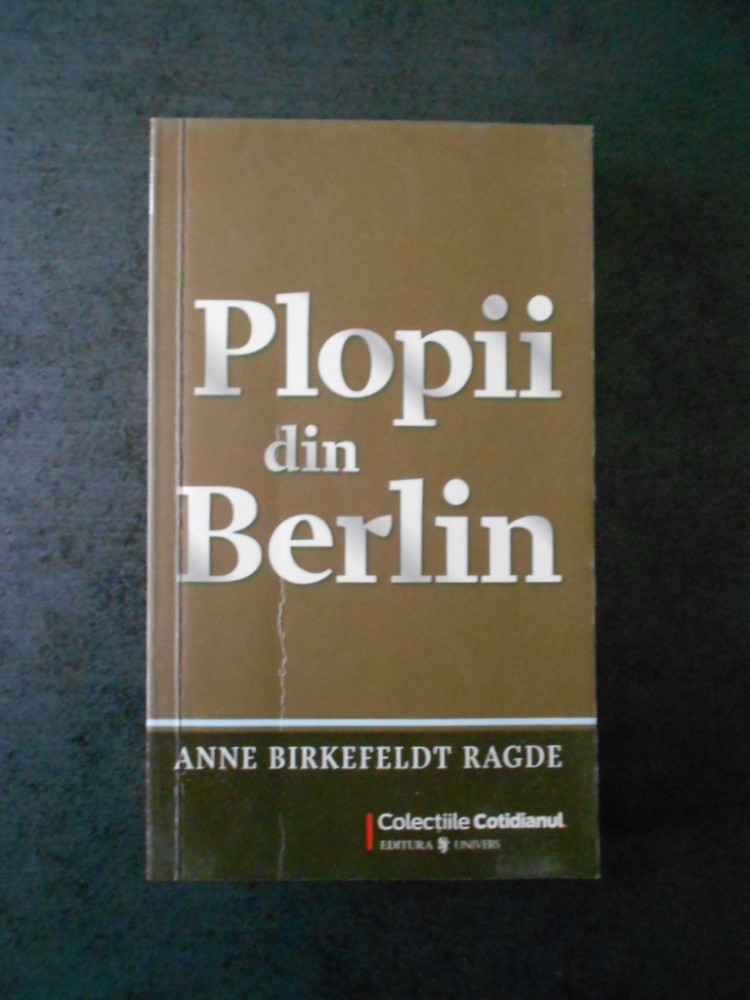 Plopii
din
Berlin
ANNE BIRKEFELDT RAGDE
Colecțiile Cotidianul
EDITURA UNIVERS